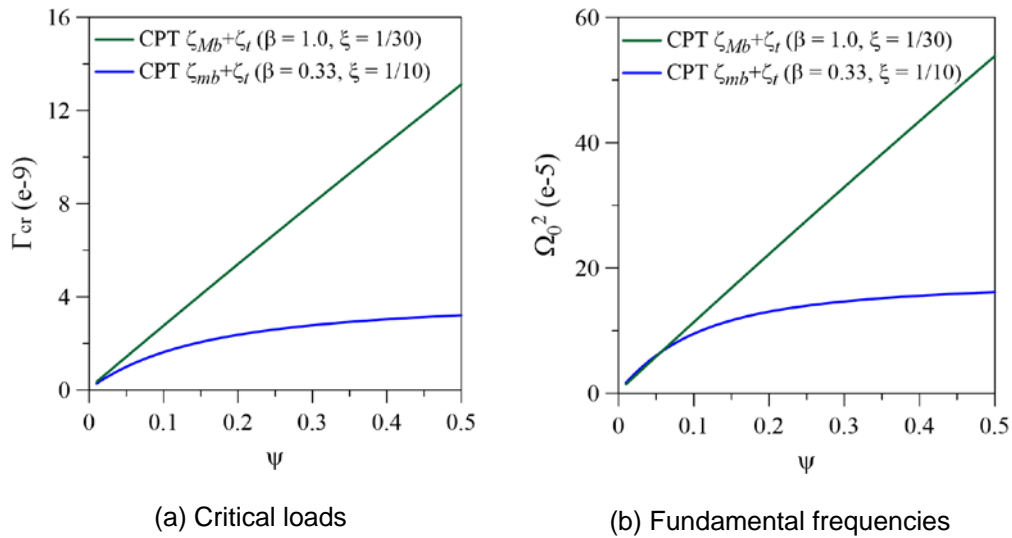 16
12
8
4
0
Γcr (e-9)
CPT ζMb+ζt (β = 1.0, ξ = 1/30)
CPT ζmb+ζt (β = 0.33, ξ = 1/10)
0 0.1 0.2 0.3 0.4 0.5
ψ
(a) Critical loads
60
40
20
0
Ω0² (e-5)
CPT ζMb+ζt (β = 1.0, ξ = 1/30)
CPT ζmb+ζt (β = 0.33, ξ = 1/10)
0 0.1 0.2 0.3 0.4 0.5
ψ
(b) Fundamental frequencies